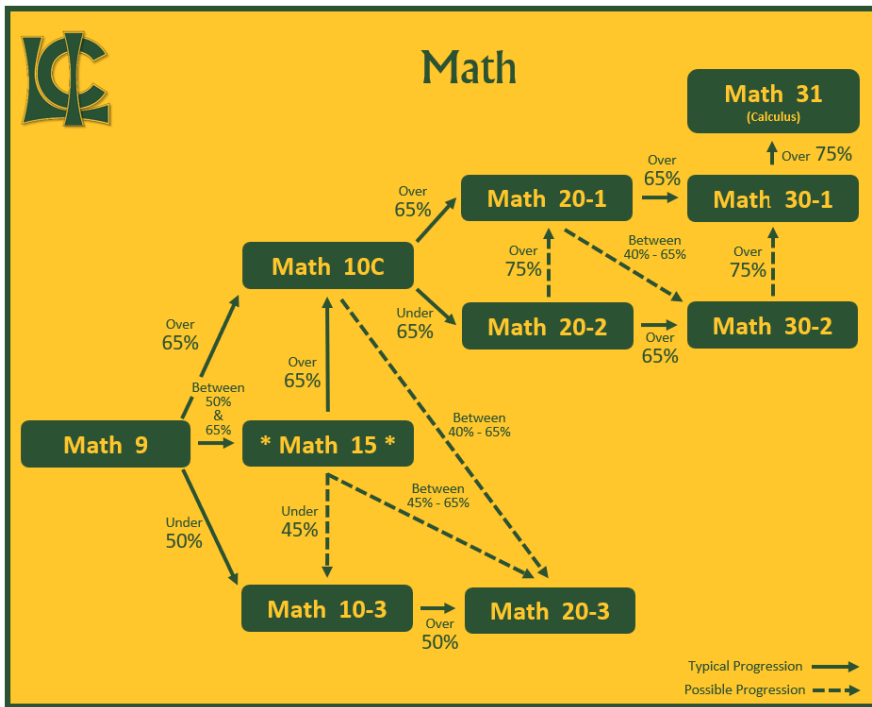 LCI
Math
Math 31
(Calculus)
Over 75%
Over
65%
Math 20-1
Over
65%
Math 30-1
Math 10C
Over
75%
Between
40% - 65%
Over
75%
Under
65%
Math 20-2
Over
65%
Math 30-2
Over
65%
Between
50%
&
65%
Over
65%
Between
40% - 65%
Math 9
* Math 15 *
Under
50%
Under
45%
Between
45% - 65%
Math 10-3
Over
50%
Math 20-3
Typical Progression
Possible Progression